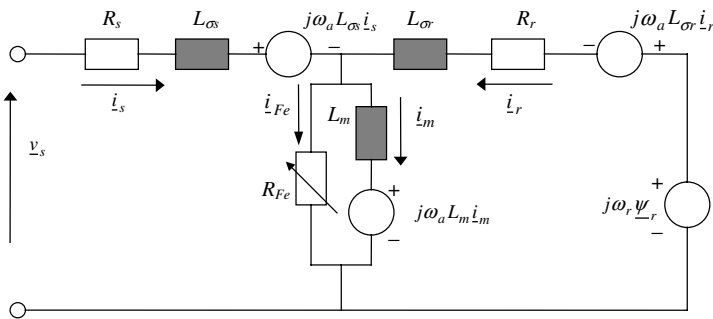 R_s
L_σs
jω_a L_σs i_s
L_σr
R_r
jω_a L_σr i_r
+
−
−
+
i_s
i_Fe
L_m
i_m
i_r
v_s
R_Fe
+
jω_a L_m i_m
−
+
jω_r ψ_r
−